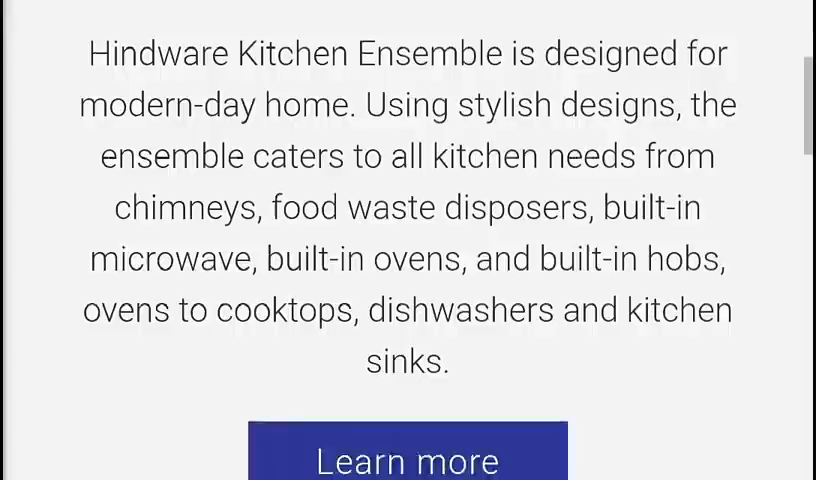 Hindware Kitchen Ensemble is designed for
modern-day home. Using stylish designs, the
ensemble caters to all kitchen needs from
chimneys, food waste disposers, built-in
microwave, built-in ovens, and built-in hobs,
ovens to cooktops, dishwashers and kitchen
sinks.
Learn more